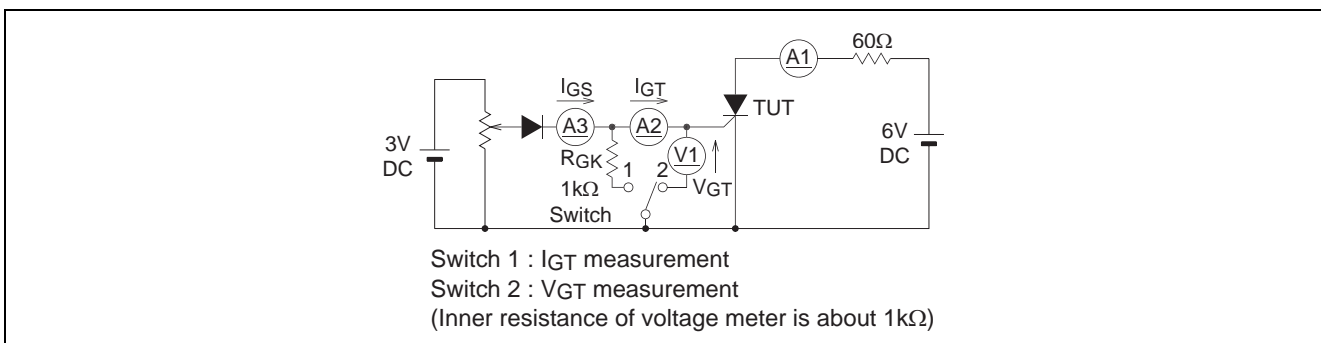 60Ω
A1
IGS
IGT
TUT
A3
A2
3V
DC
RGK
1
2
V1
VGT
6V
DC
1kΩ
Switch
Switch 1 : IGT measurement
Switch 2 : VGT measurement
(Inner resistance of voltage meter is about 1kΩ)